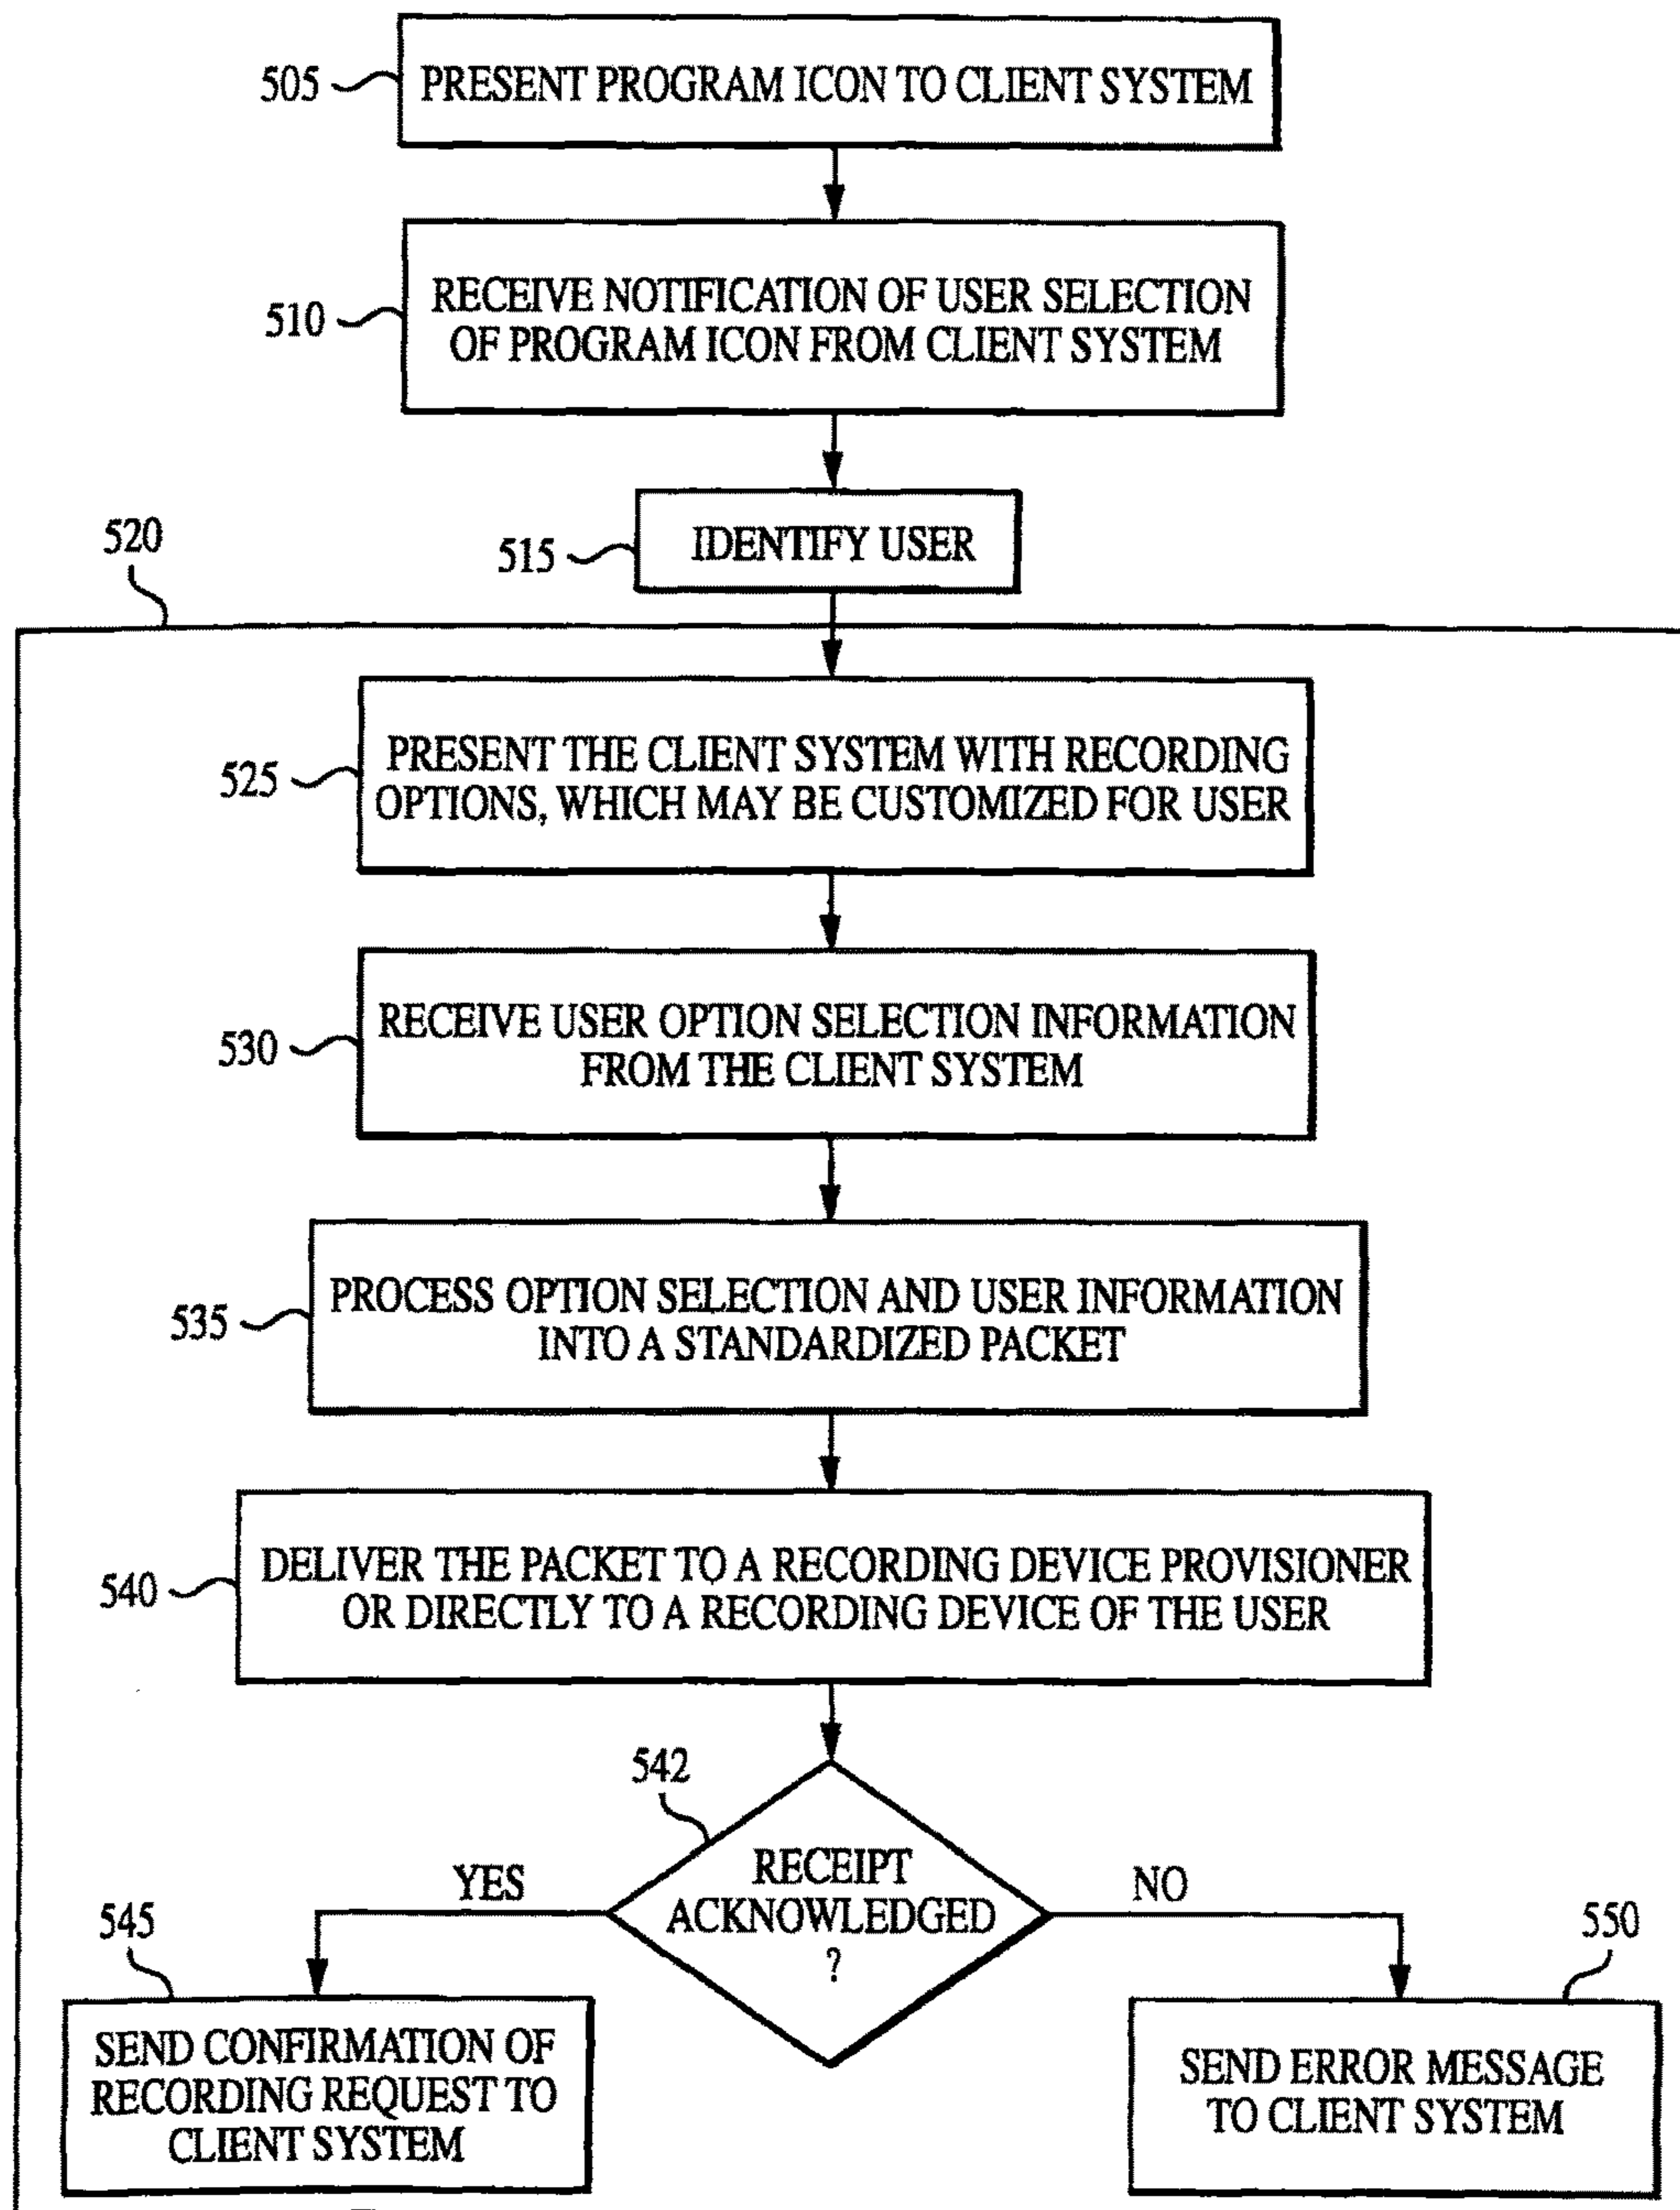 505
PRESENT PROGRAM ICON TO CLIENT SYSTEM
510
RECEIVE NOTIFICATION OF USER SELECTION
OF PROGRAM ICON FROM CLIENT SYSTEM
515
IDENTIFY USER
520
525
PRESENT THE CLIENT SYSTEM WITH RECORDING
OPTIONS, WHICH MAY BE CUSTOMIZED FOR USER
530
RECEIVE USER OPTION SELECTION INFORMATION
FROM THE CLIENT SYSTEM
535
PROCESS OPTION SELECTION AND USER INFORMATION
INTO A STANDARDIZED PACKET
540
DELIVER THE PACKET TO A RECORDING DEVICE PROVISIONER
OR DIRECTLY TO A RECORDING DEVICE OF THE USER
542
RECEIPT
ACKNOWLEDGED
?
YES
NO
545
SEND CONFIRMATION OF
RECORDING REQUEST TO
CLIENT SYSTEM
550
SEND ERROR MESSAGE
TO CLIENT SYSTEM